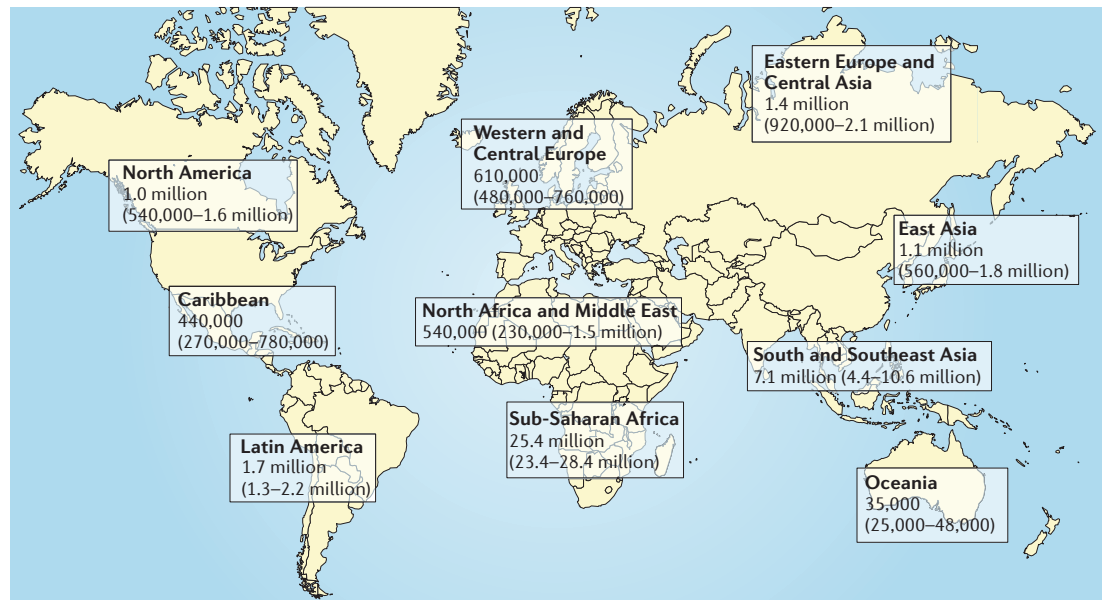 Eastern Europe and
Central Asia
1.4 million
(920,000–2.1 million)
Western and
Central Europe
610,000
(480,000–760,000)
North America
1.0 million
(540,000–1.6 million)
East Asia
1.1 million
(560,000–1.8 million)
Caribbean
440,000
(270,000–780,000)
North Africa and Middle East
540,000 (230,000–1.5 million)
South and Southeast Asia
7.1 million (4.4–10.6 million)
Sub-Saharan Africa
25.4 million
(23.4–28.4 million)
Latin America
1.7 million
(1.3–2.2 million)
Oceania
35,000
(25,000–48,000)